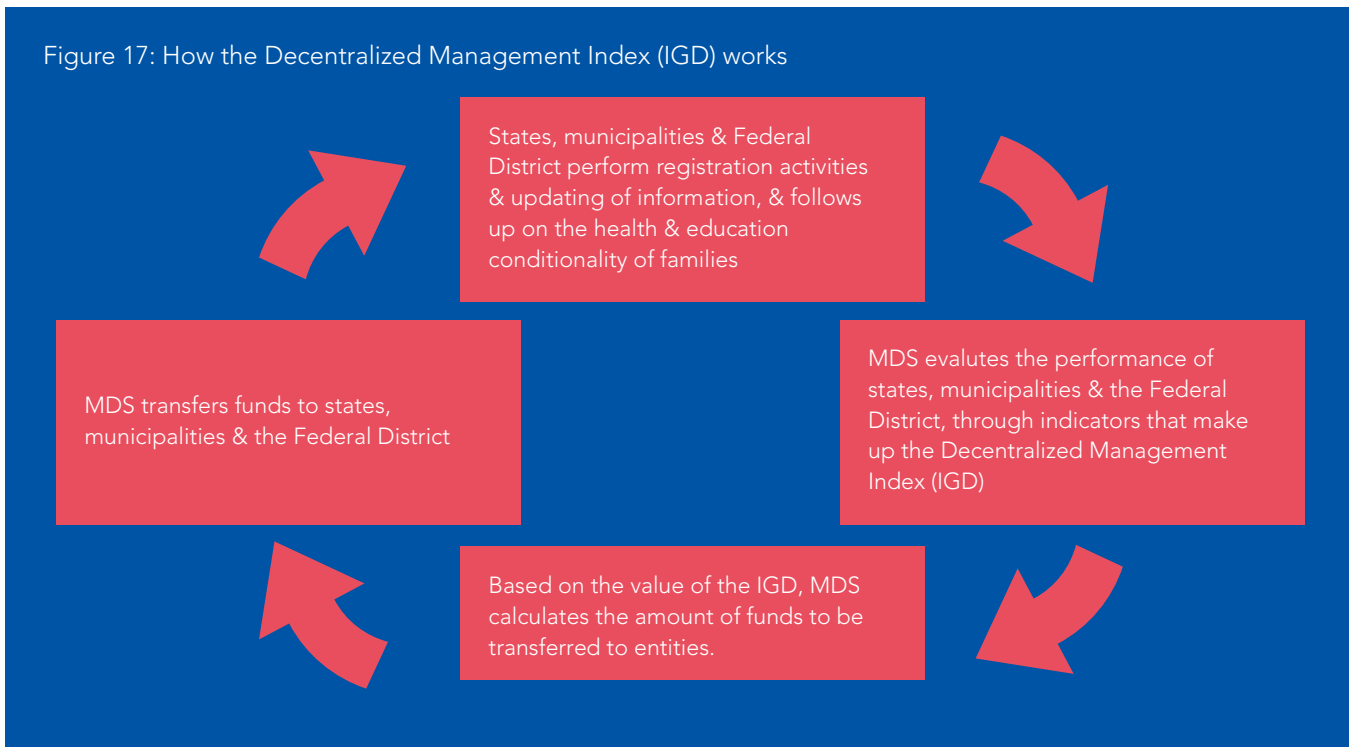 Figure 17: How the Decentralized Management Index (IGD) works
States, municipalities & Federal
District perform registration activities
& updating of information, & follows
up on the health & education
conditionality of families
MDS evalutes the performance of
states, municipalities & the Federal
District, through indicators that make
up the Decentralized Management
Index (IGD)
Based on the value of the IGD, MDS
calculates the amount of funds to be
transferred to entities.
MDS transfers funds to states,
municipalities & the Federal District